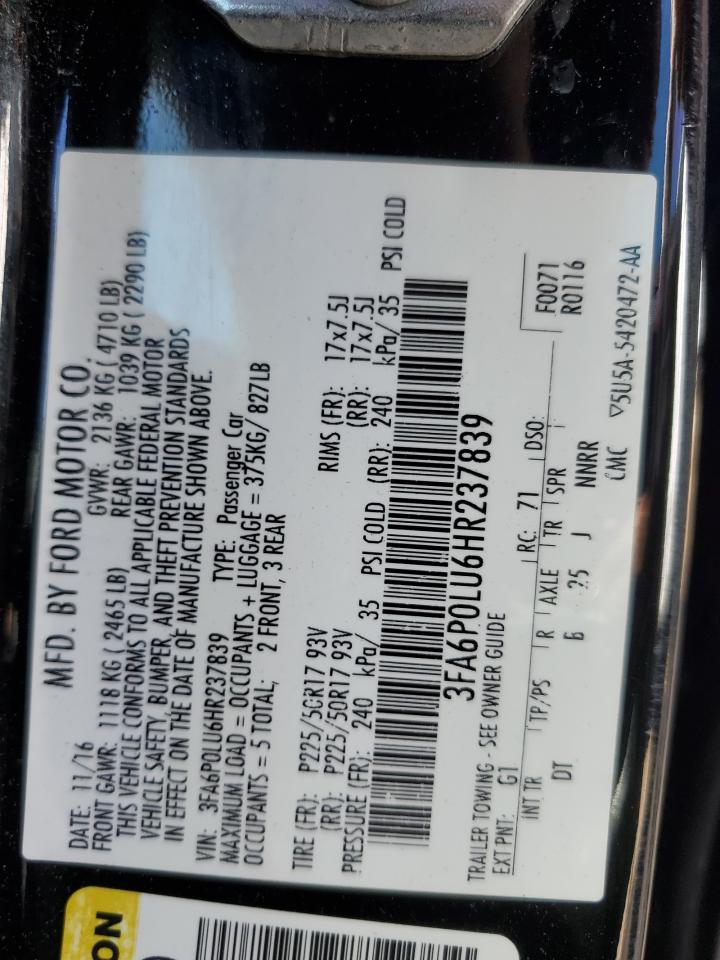 MFD. BY FORD MOTOR CO.
DATE: 11/16 GVWR: 2136 KG ( 4710 LB)
FRONT GAWR: 1118 KG ( 2465 LB) REAR GAWR: 1039 KG ( 2290 LB)
THIS VEHICLE CONFORMS TO ALL APPLICABLE FEDERAL MOTOR
VEHICLE SAFETY, BUMPER, AND THEFT PREVENTION STANDARDS
IN EFFECT ON THE DATE OF MANUFACTURE SHOWN ABOVE.
VIN: 3FA6P0LU6HR237839 TYPE: Passenger Car
MAXIMUM LOAD = OCCUPANTS + LUGGAGE = 375KG/ 827LB
OCCUPANTS = 5 TOTAL; 2 FRONT, 3 REAR
TIRE (FR): P225/50R17 93V RIMS (FR): 17x7.5J
(RR): P225/50R17 93V (RR): 17x7.5J
PRESSURE (FR): 240 kPa/ 35 PSI COLD (RR): 240 kPa/ 35 PSI COLD
3FA6P0LU6HR237839
TRAILER TOWING - SEE OWNER GUIDE
EXT PNT: G1 RC: 71 DSO: F0071
INT TR TP/PS R AXLE TR SPR R0116
DT 6 25 J NNRR
CMC ▽5U5A-5420472-AA
ON